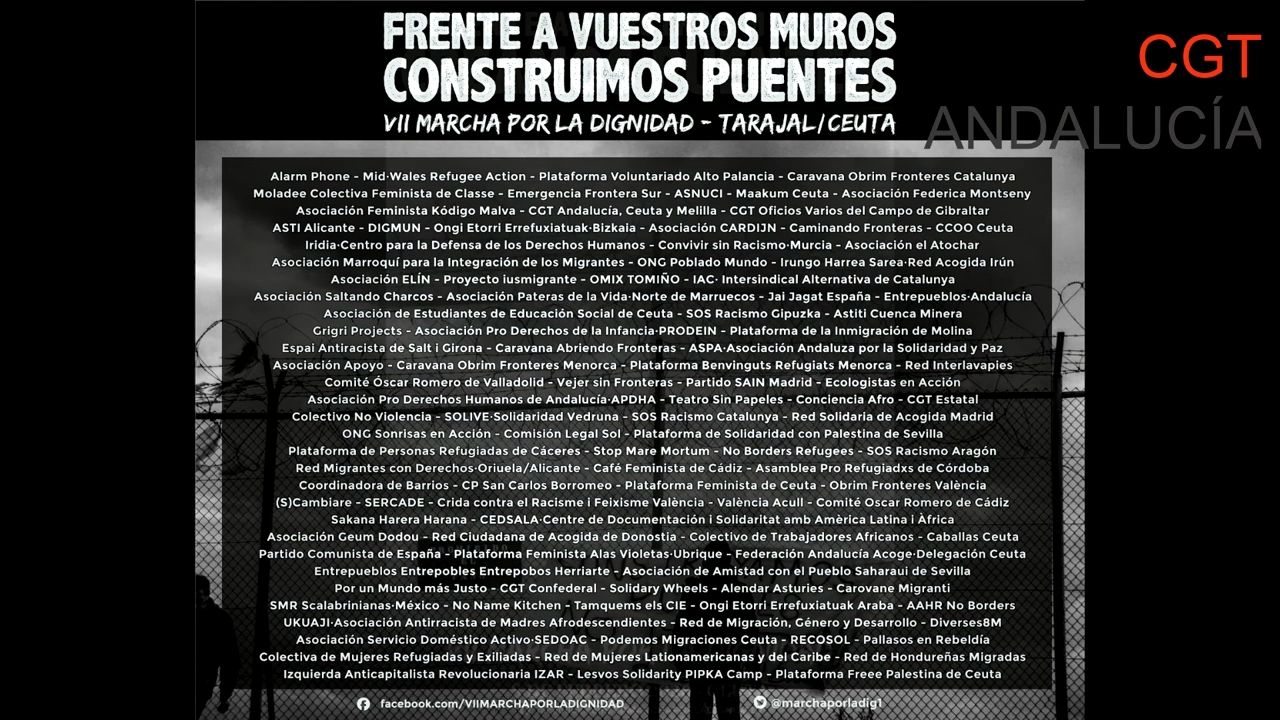 FRENTE A VUESTROS MUROS
CONSTRUIMOS PUENTES
VII MARCHA POR LA DIGNIDAD - TARAJAL/CEUTA
CGT
ANDALUCÍA
Alarm Phone - Mid·Wales Refugee Action - Plataforma Voluntariado Alto Palancia - Caravana Obrim Fronteres Catalunya
Moladee Colectiva Feminista de Classe - Emergencia Frontera Sur - ASNUCI - Maakum Ceuta - Asociación Federica Montseny
Asociación Feminista Kódigo Malva - CGT Andalucía, Ceuta y Melilla - CGT Oficios Varios del Campo de Gibraltar
ASTI Alicante - DIGMUN - Ongi Etorri Errefuxiatuak·Bizkaia - Asociación CARDIJN - Caminando Fronteras - CCOO Ceuta
Iridia·Centro para la Defensa de los Derechos Humanos - Convivir sin Racismo·Murcia - Asociación el Atochar
Asociación Marroquí para la Integración de los Migrantes - ONG Poblado Mundo - Irungo Harrea Sarea·Red Acogida Irún
Asociación ELÍN - Proyecto iusmigrante - OMIX TOMIÑO - IAC· Intersindical Alternativa de Catalunya
Asociación Saltando Charcos - Asociación Pateras de la Vida·Norte de Marruecos - Jai Jagat España - Entrepueblos·Andalucía
Asociación de Estudiantes de Educación Social de Ceuta - SOS Racismo Gipuzka - Astiti Cuenca Minera
Grigri Projects - Asociación Pro Derechos de la Infancia·PRODEIN - Plataforma de la Inmigración de Molina
Espai Antiracista de Salt i Girona - Caravana Abriendo Fronteras - ASPA·Asociación Andaluza por la Solidaridad y Paz
Asociación Apoyo - Caravana Obrim Fronteres Menorca - Plataforma Benvinguts Refugiats Menorca - Red Interlavapies
Comité Óscar Romero de Valladolid - Vejer sin Fronteras - Partido SAIN Madrid - Ecologistas en Acción
Asociación Pro Derechos Humanos de Andalucía·APDHA - Teatro Sin Papeles - Conciencia Afro - CGT Estatal
Colectivo No Violencia - SOLIVE·Solidaridad Vedruna - SOS Racismo Catalunya - Red Solidaria de Acogida Madrid
ONG Sonrisas en Acción - Comisión Legal Sol - Plataforma de Solidaridad con Palestina de Sevilla
Plataforma de Personas Refugiadas de Cáceres - Stop Mare Mortum - No Borders Refugees - SOS Racismo Aragón
Red Migrantes con Derechos·Oriuela/Alicante - Café Feminista de Cádiz - Asamblea Pro Refugiadxs de Córdoba
Coordinadora de Barrios - CP San Carlos Borromeo - Plataforma Feminista de Ceuta - Obrim Fronteres València
(S)Cambiare - SERCADE - Crida contra el Racisme i Feixisme València - València Acull - Comité Oscar Romero de Cádiz
Sakana Harera Harana - CEDSALA·Centre de Documentación i Solidaritat amb Amèrica Latina i Àfrica
Asociación Geum Dodou - Red Ciudadana de Acogida de Donostia - Colectivo de Trabajadores Africanos - Caballas Ceuta
Partido Comunista de España - Plataforma Feminista Alas Violetas·Ubrique - Federación Andalucía Acoge·Delegación Ceuta
Entrepueblos Entrepobles Entrepobos Herriarte - Asociación de Amistad con el Pueblo Saharaui de Sevilla
Por un Mundo más Justo - CGT Confederal - Solidary Wheels - Alendar Asturies - Carovane Migranti
SMR Scalabrinianas·México - No Name Kitchen - Tamquems els CIE - Ongi Etorri Errefuxiatuak Araba - AAHR No Borders
UKUAJI·Asociación Antirracista de Madres Afrodescendientes - Red de Migración, Género y Desarrollo - Diverses8M
Asociación Servicio Doméstico Activo·SEDOAC - Podemos Migraciones Ceuta - RECOSOL - Pallasos en Rebeldía
Colectiva de Mujeres Refugiadas y Exiliadas - Red de Mujeres Lationamericanas y del Caribe - Red de Hondureñas Migradas
Izquierda Anticapitalista Revolucionaria IZAR - Lesvos Solidarity PIPKA Camp - Plataforma Freee Palestina de Ceuta
facebook.com/VIIMARCHAPORLADIGNIDAD
@marchaporladig1